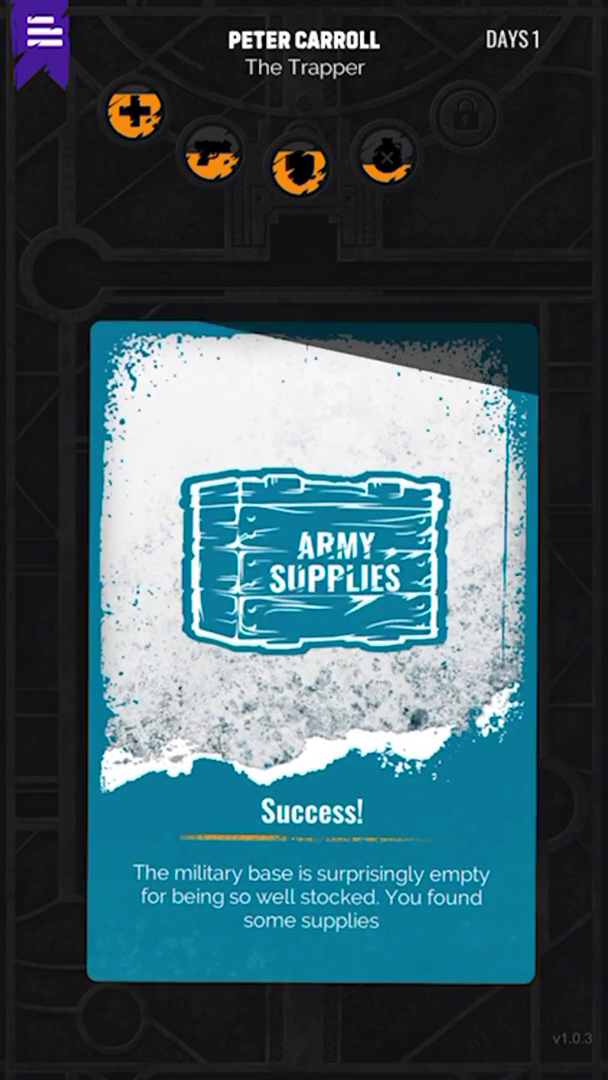 PETER CARROLL
DAYS 1
The Trapper
ARMY
SUPPLIES
Success!
The military base is surprisingly empty
for being so well stocked. You found
some supplies
v1.0.3